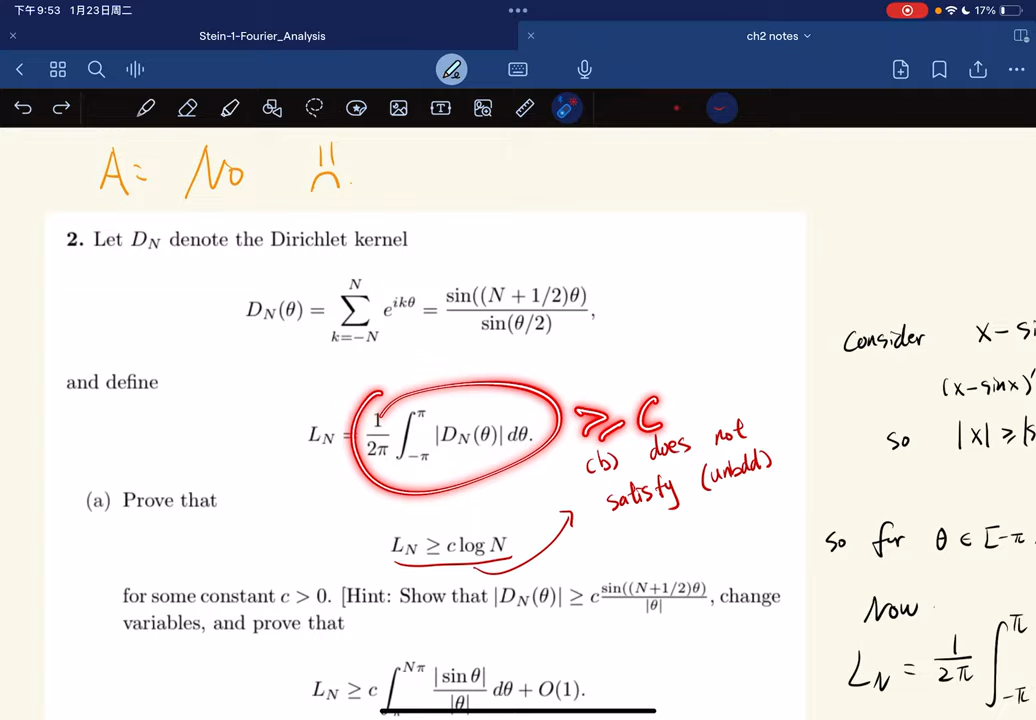 下午9:53 1月23日周二
17%
Stein-1-Fourier_Analysis
ch2 notes
A= No
2. Let D_N denote the Dirichlet kernel
D_N(θ) = ∑_{k=-N}^{N} e^{ikθ} = sin((N + 1/2)θ) / sin(θ/2),
Consider x - si
and define
(x-sinx)'
L_N = 1/2π ∫_{-π}^{π} |D_N(θ)| dθ. ≥ C
so |x| ≥ |s
(b) does not
satisfy (unbdd)
(a) Prove that
L_N ≥ c log N
so for θ ∈ [-π
for some constant c > 0. [Hint: Show that |D_N(θ)| ≥ c sin((N+1/2)θ)/|θ|, change
variables, and prove that
Now
L_N ≥ c ∫^{Nπ} |sin θ|/|θ| dθ + O(1).
L_N = 1/2π ∫_{-π}^{π}